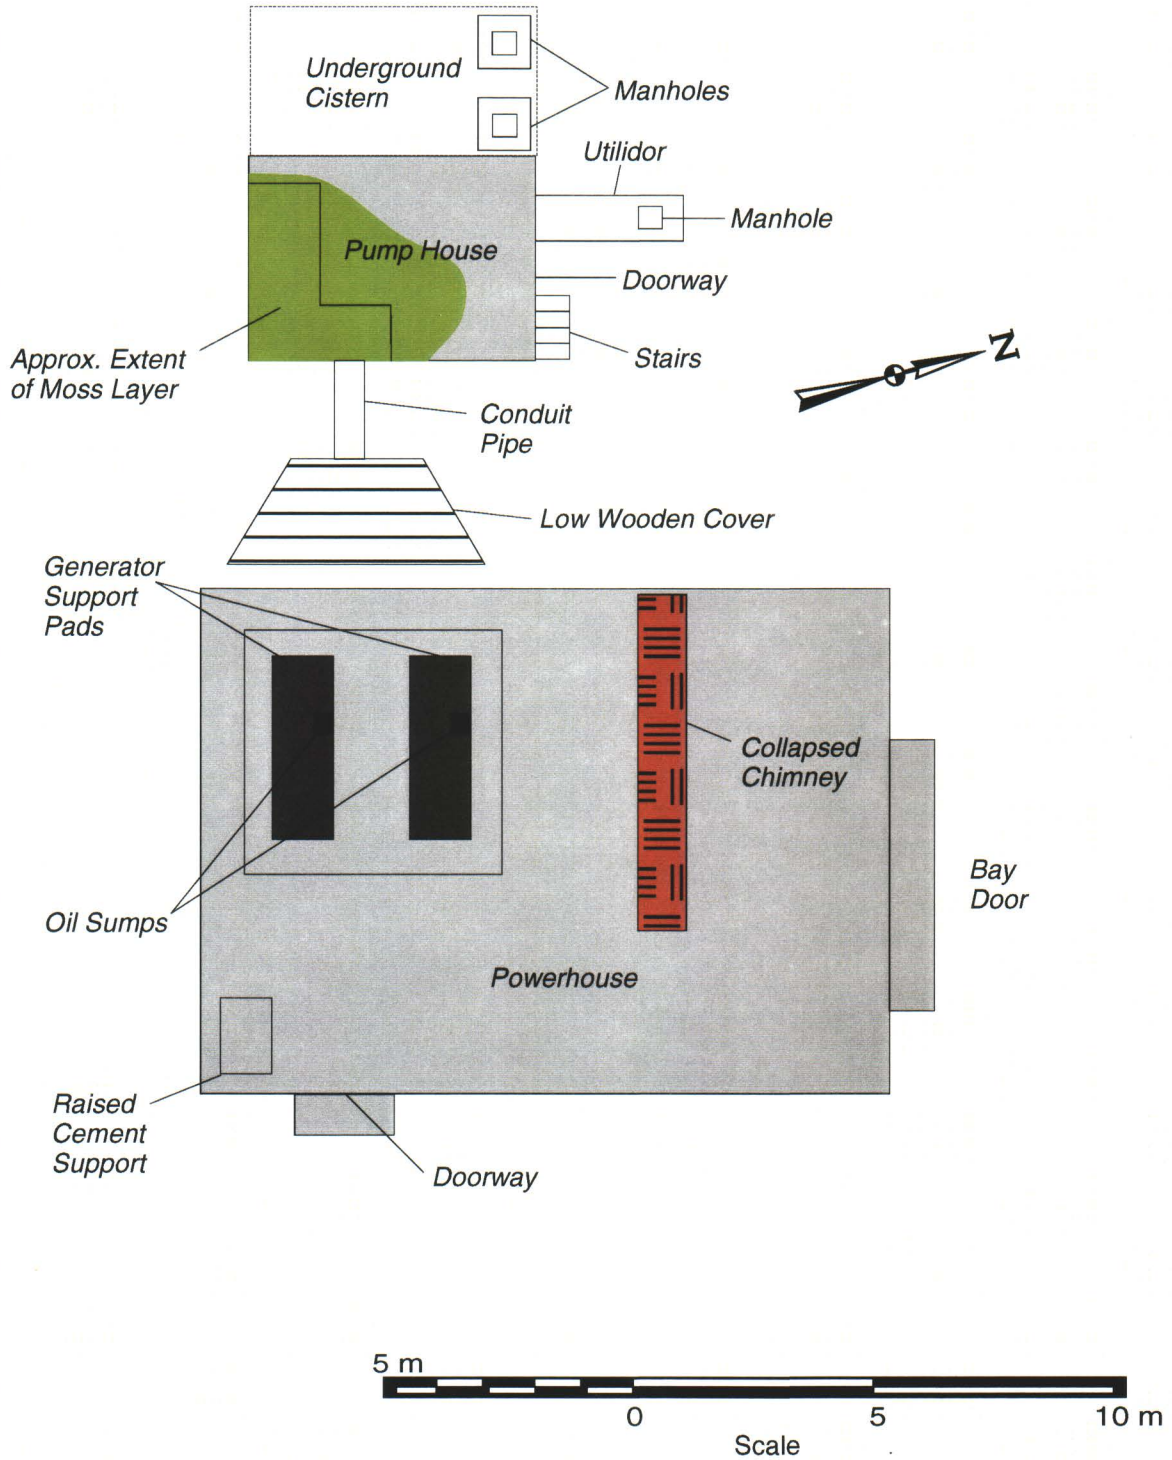 Underground
Cistern
Manholes
Utilidor
Manhole
Pump House
Doorway
Approx. Extent
of Moss Layer
Stairs
N
Conduit
Pipe
Low Wooden Cover
Generator
Support
Pads
Collapsed
Chimney
Bay
Door
Oil Sumps
Powerhouse
Raised
Cement
Support
Doorway
5 m
0 5 10 m
Scale